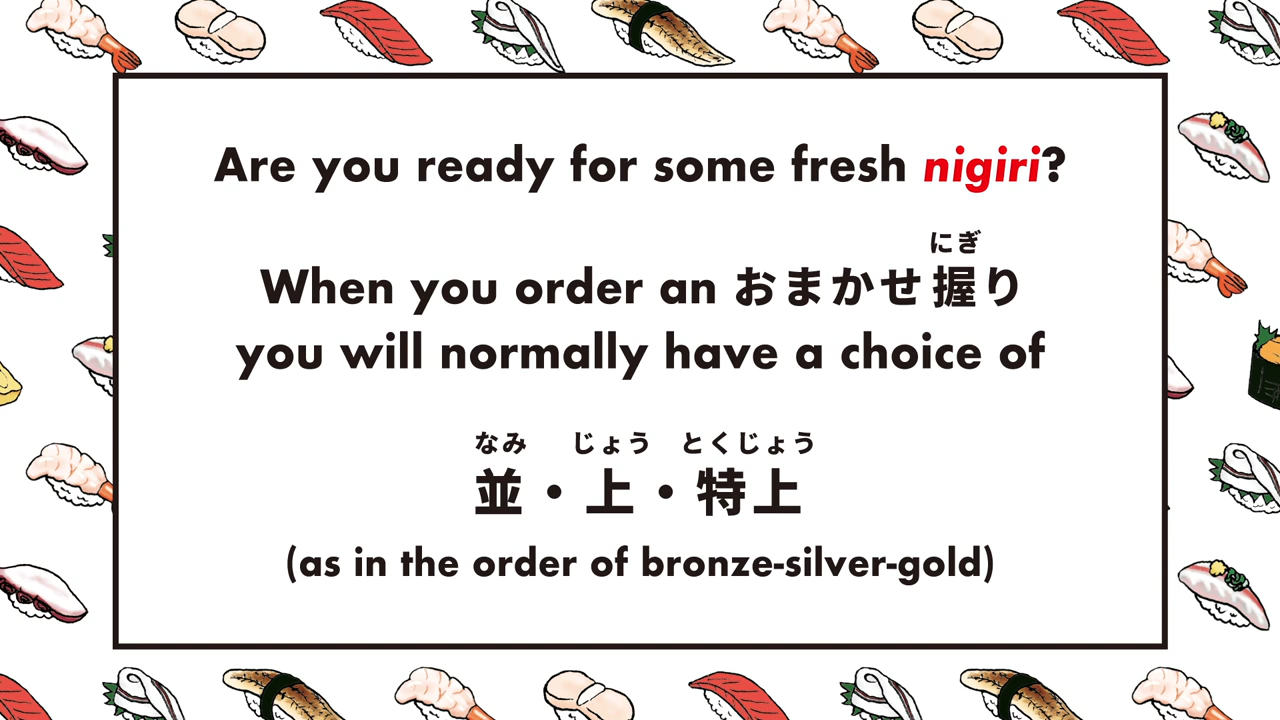 Are you ready for some fresh nigiri?
にぎ
When you order an おまかせ握り
you will normally have a choice of
なみ じょう とくじょう
並・上・特上
(as in the order of bronze-silver-gold)